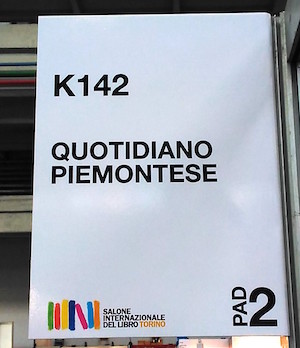 K142
QUOTIDIANO
PIEMONTESE
SALONE
INTERNAZIONALE
DEL LIBRO TORINO
PAD 2